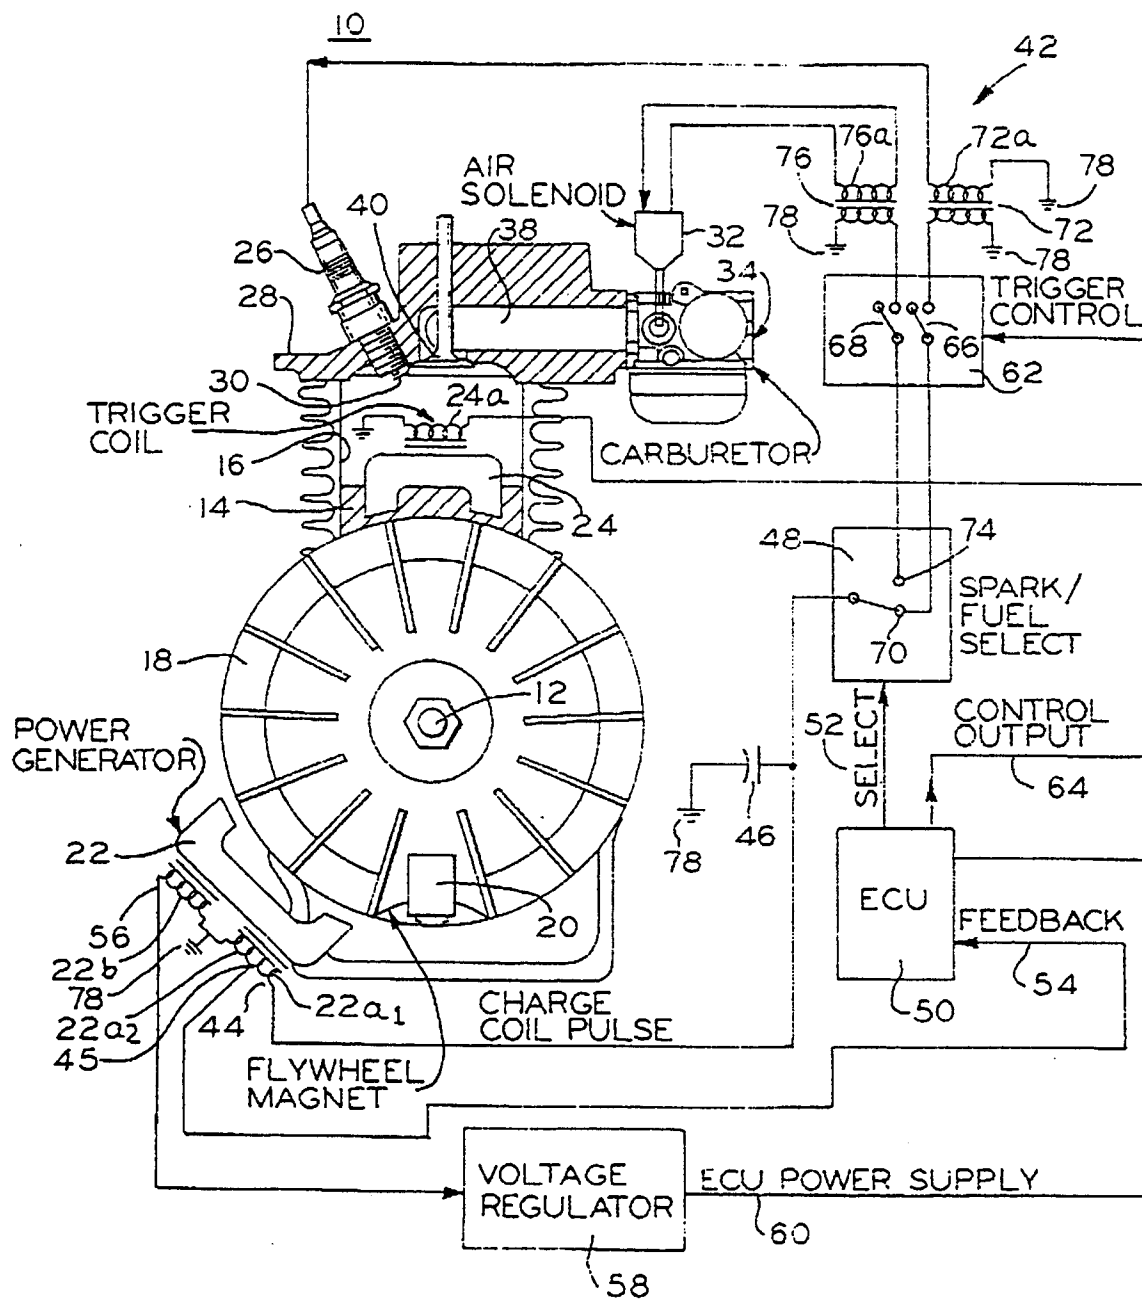 10
42
76a
72a
AIR
SOLENOID
76
78
40
78
72
38
32
26
78
34
28
TRIGGER
CONTROL
68
66
62
30
24a
TRIGGER
COIL
16
CARBURETOR
14
24
48
74
SPARK/
FUEL
SELECT
70
18
12
CONTROL
OUTPUT
POWER
GENERATOR
52
SELECT
64
46
78
22
ECU
20
FEEDBACK
56
22b
78
22a1
50
54
44
CHARGE
COIL PULSE
22a2
45
FLYWHEEL
MAGNET
VOLTAGE
REGULATOR
ECU POWER SUPPLY
60
58